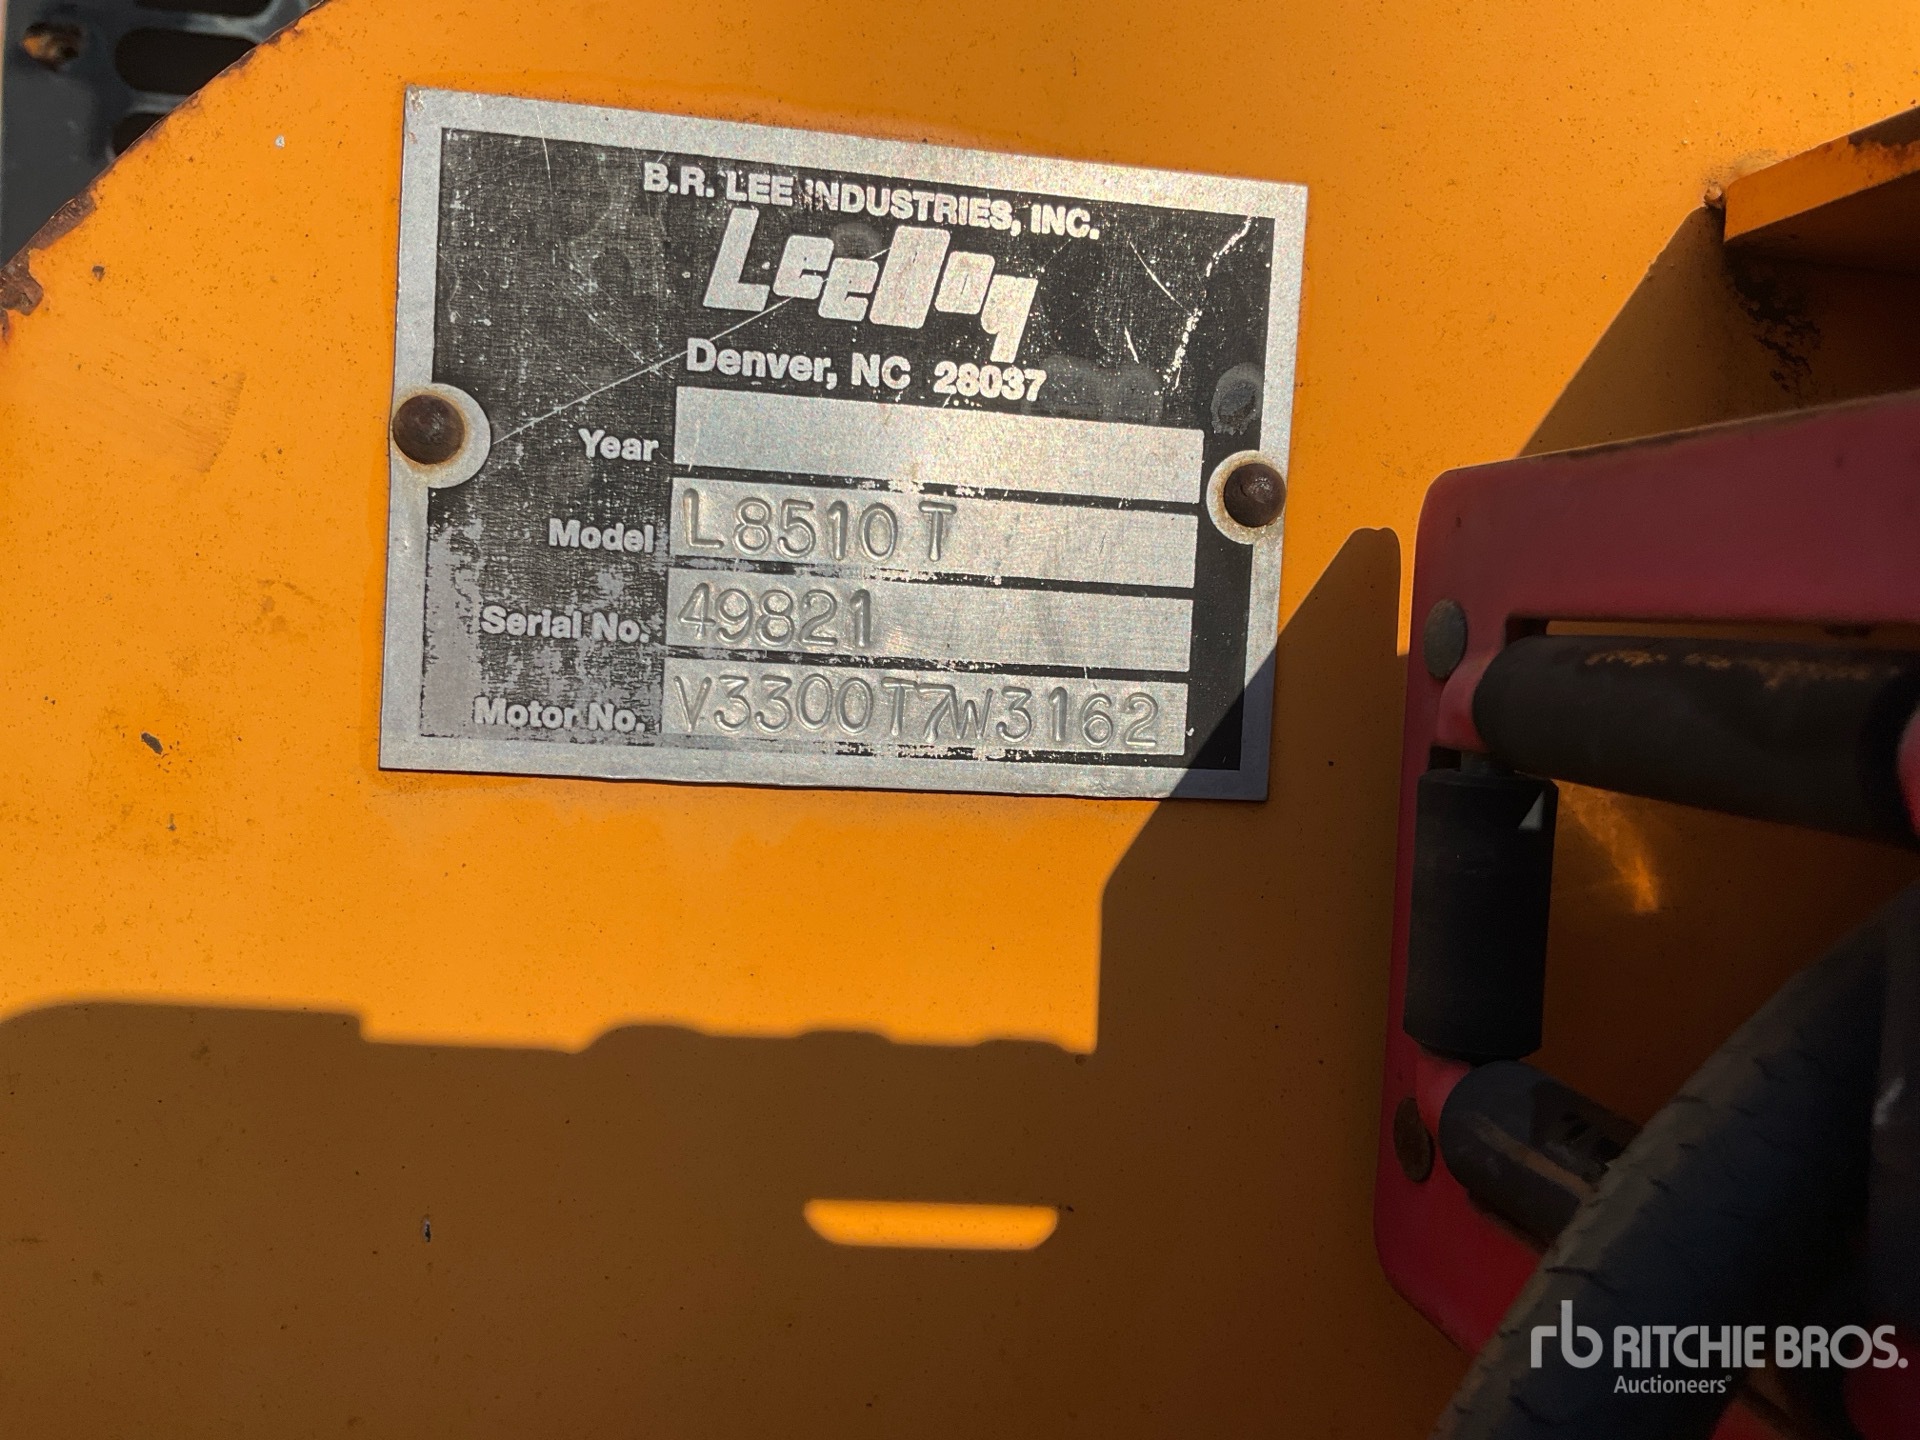 B.R. LEE INDUSTRIES, INC.
LeeBoy
Denver, NC 28037
Year
Model L8510T
Serial No. 49821
Motor No. V3300T7W3162
rb RITCHIE BROS.
Auctioneers®